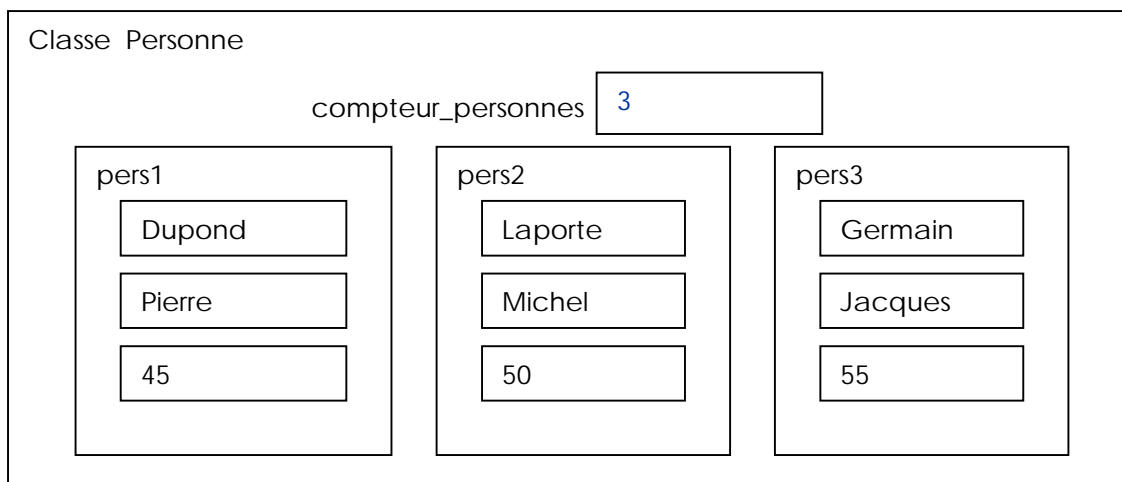 Classe Personne
compteur_personnes 3
pers1 pers2 pers3
Dupond Laporte Germain
Pierre Michel Jacques
45 50 55